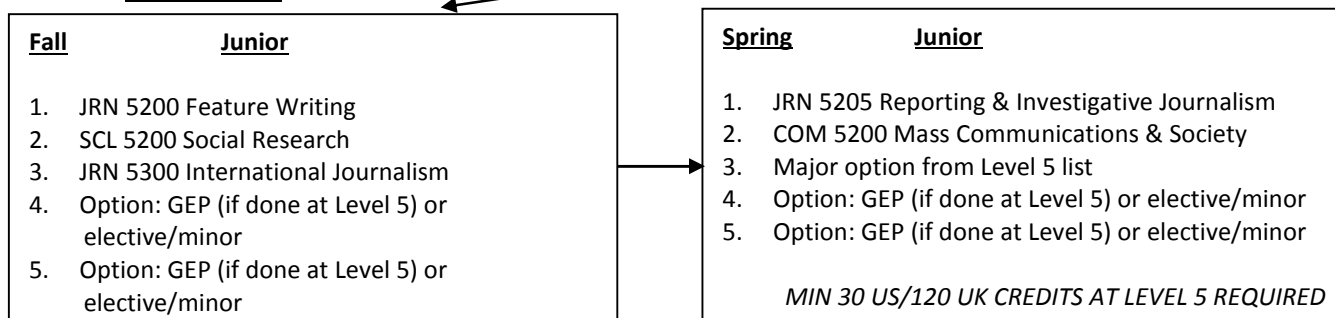 Fall Junior
1. JRN 5200 Feature Writing
2. SCL 5200 Social Research
3. JRN 5300 International Journalism
4. Option: GEP (if done at Level 5) or
elective/minor
5. Option: GEP (if done at Level 5) or
elective/minor
Spring Junior
1. JRN 5205 Reporting & Investigative Journalism
2. COM 5200 Mass Communications & Society
3. Major option from Level 5 list
4. Option: GEP (if done at Level 5) or elective/minor
5. Option: GEP (if done at Level 5) or elective/minor
MIN 30 US/120 UK CREDITS AT LEVEL 5 REQUIRED